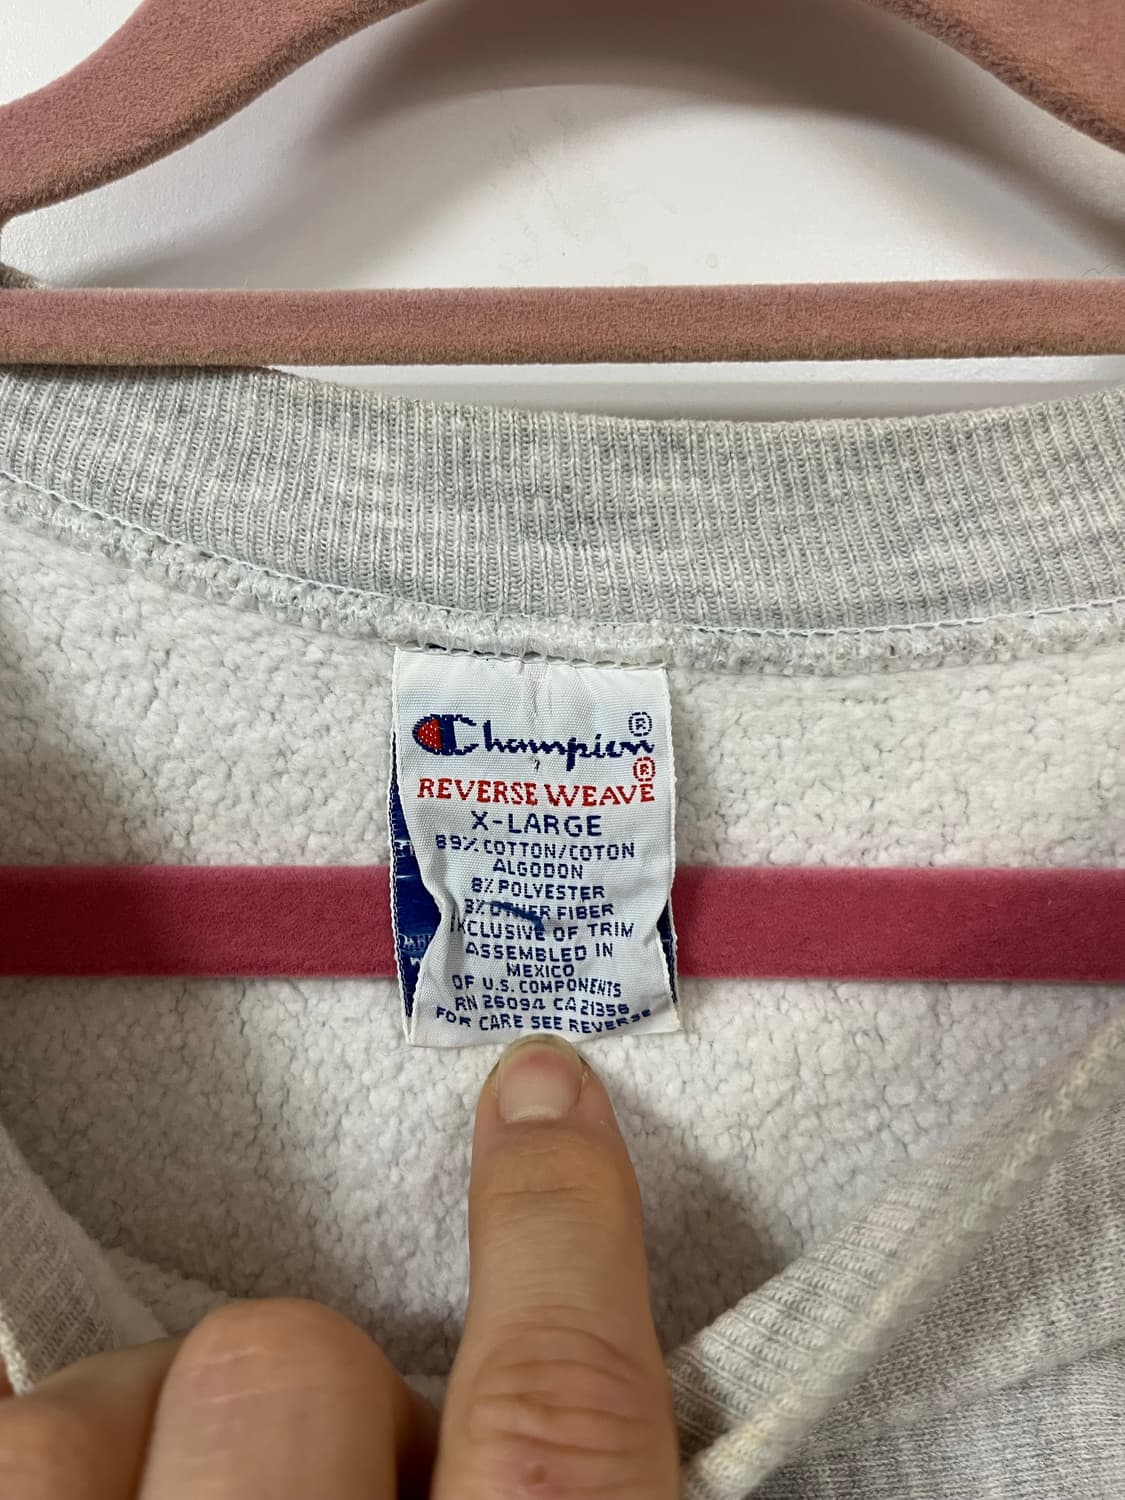 Champion®
REVERSE WEAVE®
X-LARGE
89% COTTON/COTON
ALGODON
8% POLYESTER
3% OTHER FIBER
EXCLUSIVE OF TRIM
ASSEMBLED IN
MEXICO
OF U.S. COMPONENTS
RN 26094 CA 21356
FOR CARE SEE REVERSE